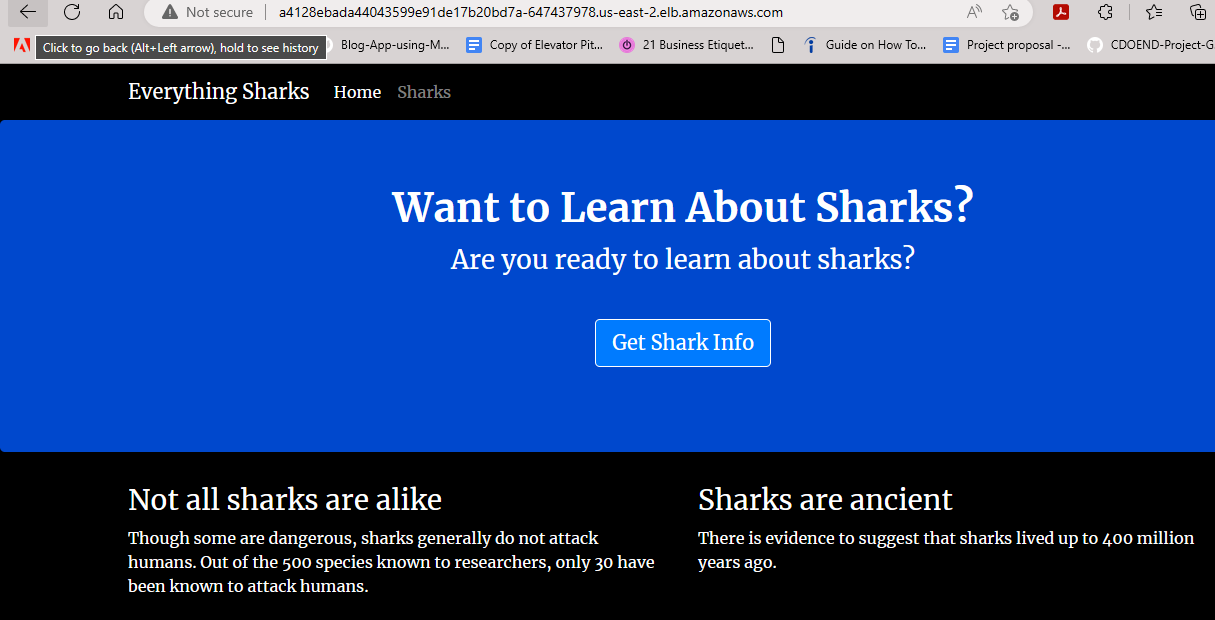 Not secure a4128ebada44043599e91de17b20bd7a-647437978.us-east-2.elb.amazonaws.com
Click to go back (Alt+Left arrow), hold to see history Blog-App-using-M... Copy of Elevator Pit... 21 Business Etiquet... Guide on How To... Project proposal -... CDOEND-Project-G
Everything Sharks Home Sharks
Want to Learn About Sharks?
Are you ready to learn about sharks?
Get Shark Info
Not all sharks are alike
Though some are dangerous, sharks generally do not attack
humans. Out of the 500 species known to researchers, only 30 have
been known to attack humans.
Sharks are ancient
There is evidence to suggest that sharks lived up to 400 million
years ago.